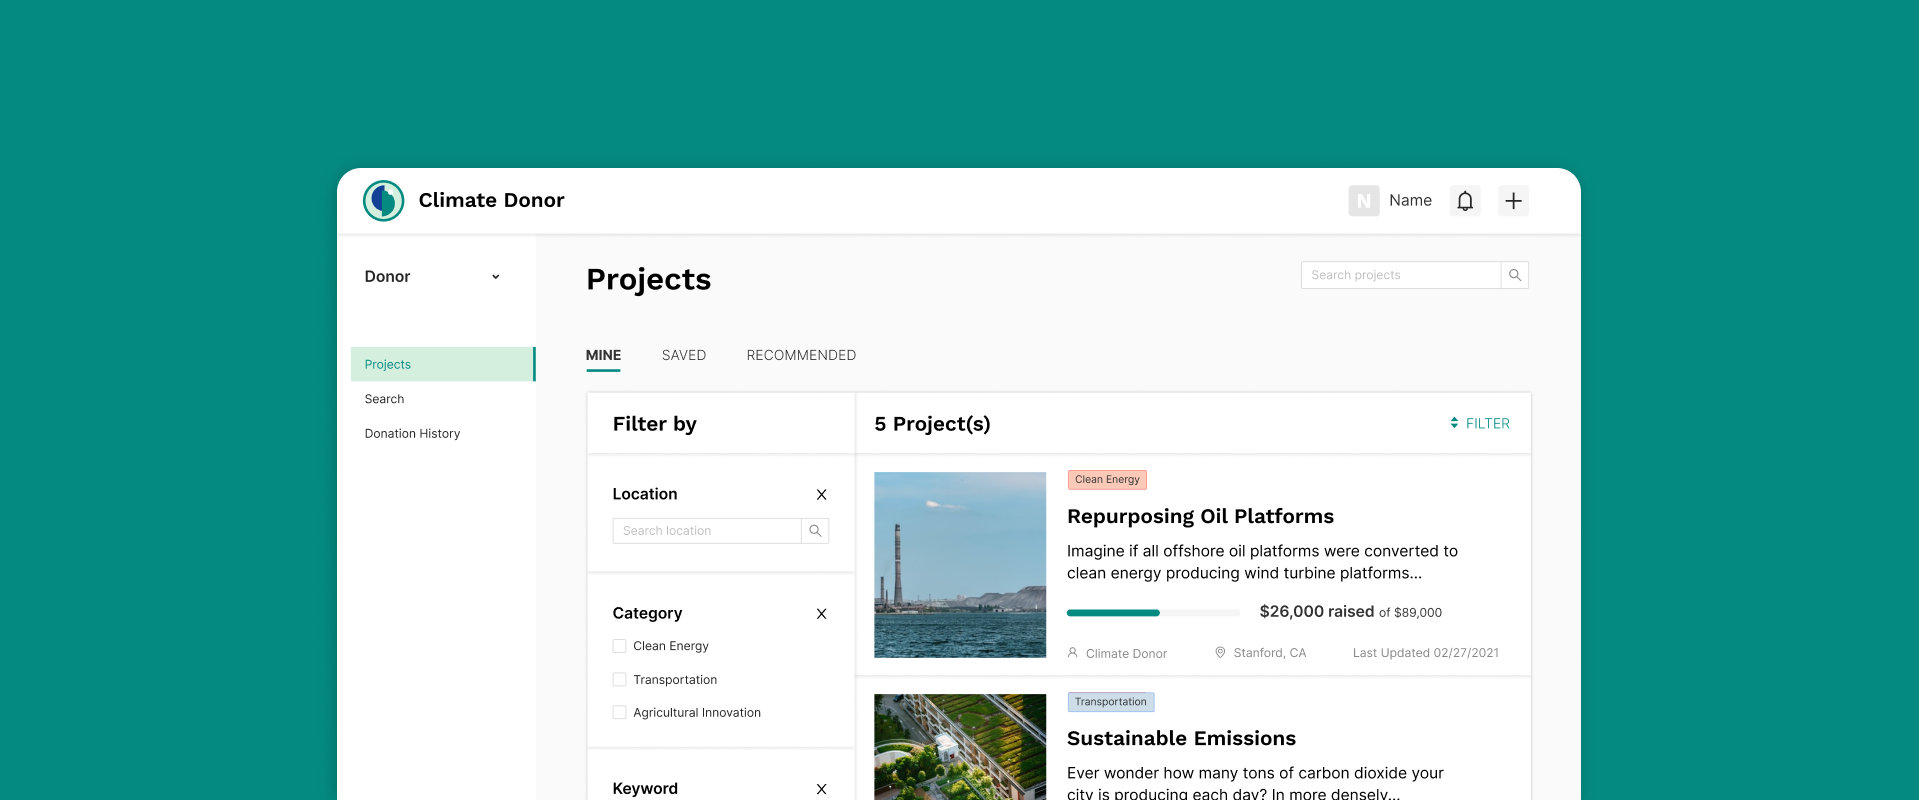 Climate Donor
N Name
Donor
Projects
Search
Donation History
Projects
Search projects
MINE SAVED RECOMMENDED
Filter by
Location
X
Search location
Category
X
Clean Energy
Transportation
Agricultural Innovation
Keyword
X
5 Project(s)
FILTER
Clean Energy
Repurposing Oil Platforms
Imagine if all offshore oil platforms were converted to
clean energy producing wind turbine platforms...
$26,000 raised of $89,000
Climate Donor Stanford, CA Last Updated 02/27/2021
Transportation
Sustainable Emissions
Ever wonder how many tons of carbon dioxide your
city is producing each day? In more densely...